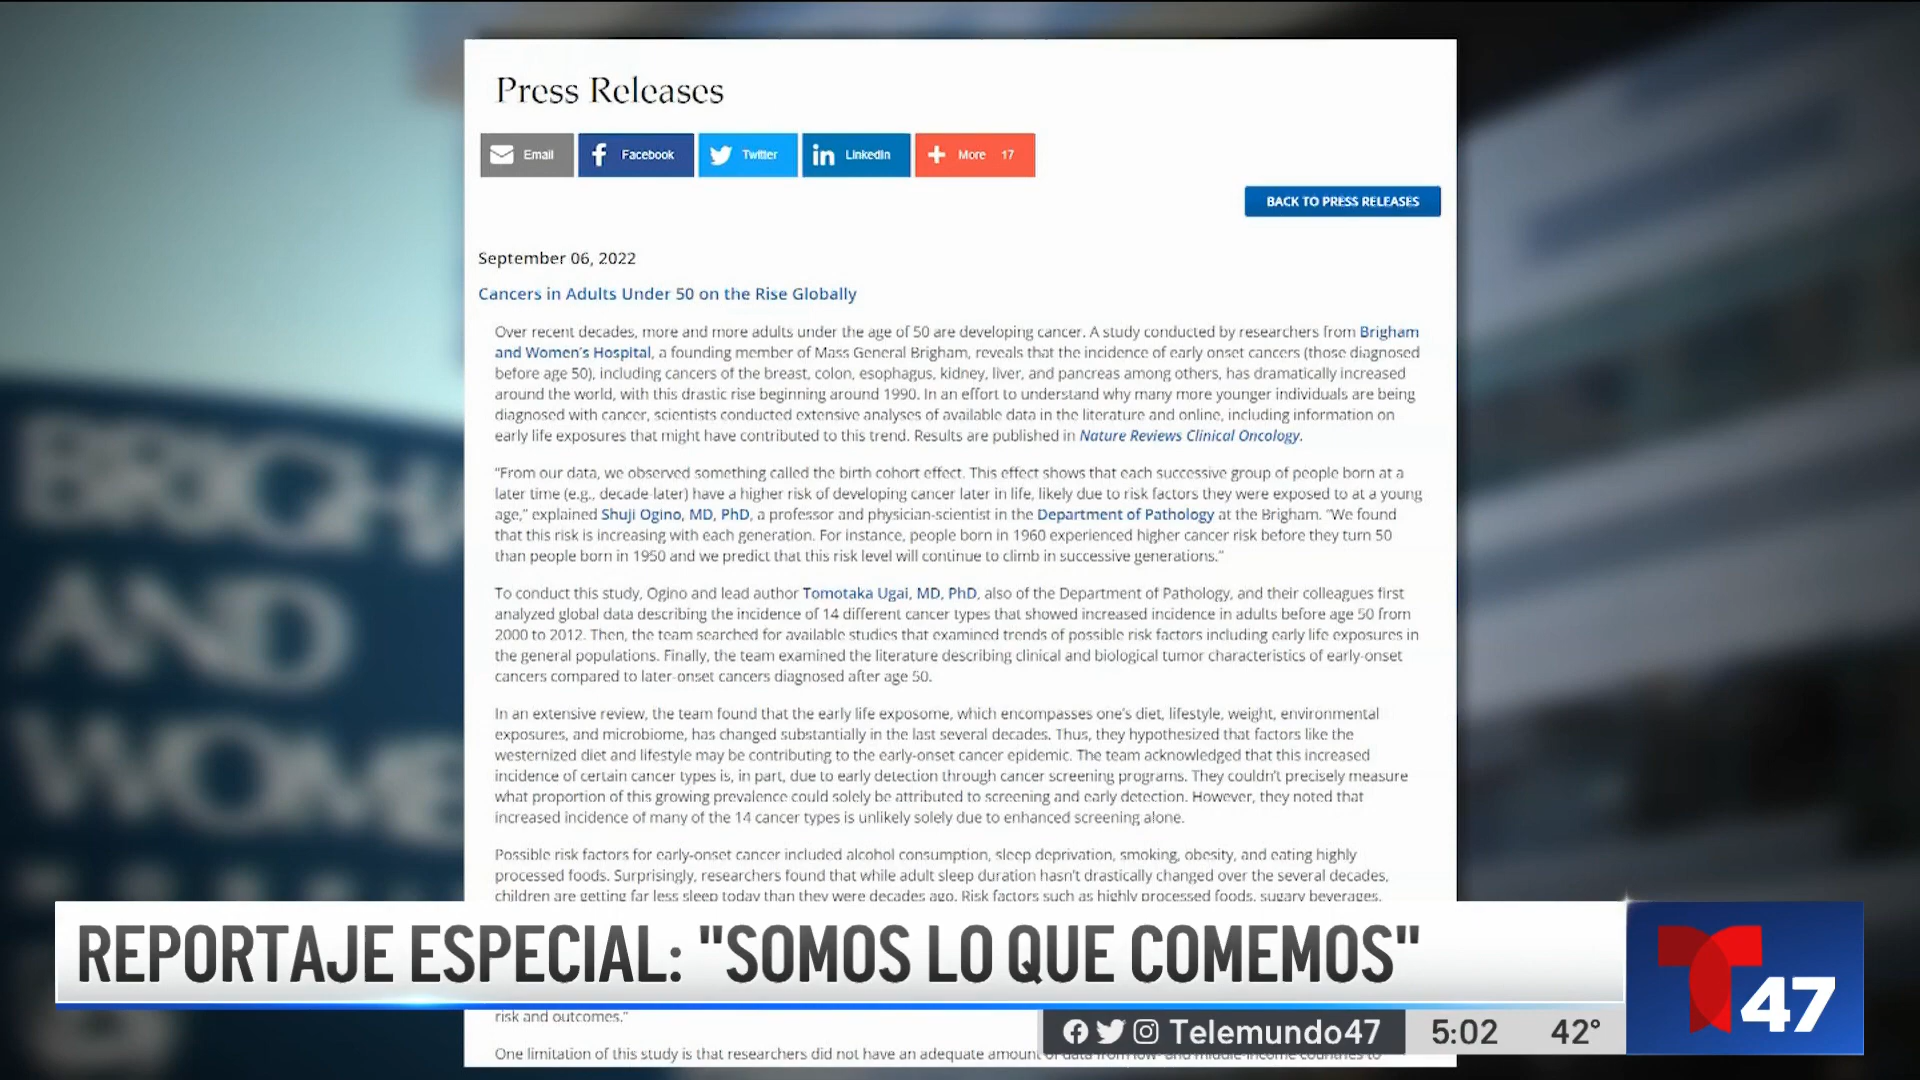 Press Releases
Email
Facebook
Twitter
LinkedIn
More 17
BACK TO PRESS RELEASES
September 06, 2022
Cancers in Adults Under 50 on the Rise Globally
Over recent decades, more and more adults under the age of 50 are developing cancer. A study conducted by researchers from Brigham
and Women's Hospital, a founding member of Mass General Brigham, reveals that the incidence of early onset cancers (those diagnosed
before age 50), including cancers of the breast, colon, esophagus, kidney, liver, and pancreas among others, has dramatically increased
around the world, with this drastic rise beginning around 1990. In an effort to understand why many more younger individuals are being
diagnosed with cancer, scientists conducted extensive analyses of available data in the literature and online, including information on
early life exposures that might have contributed to this trend. Results are published in Nature Reviews Clinical Oncology.
"From our data, we observed something called the birth cohort effect. This effect shows that each successive group of people born at a
later time (e.g., decade-later) have a higher risk of developing cancer later in life, likely due to risk factors they were exposed to at a young
age," explained Shuji Ogino, MD, PhD, a professor and physician-scientist in the Department of Pathology at the Brigham. "We found
that this risk is increasing with each generation. For instance, people born in 1960 experienced higher cancer risk before they turn 50
than people born in 1950 and we predict that this risk level will continue to climb in successive generations."
To conduct this study, Ogino and lead author Tomotaka Ugai, MD, PhD, also of the Department of Pathology, and their colleagues first
analyzed global data describing the incidence of 14 different cancer types that showed increased incidence in adults before age 50 from
2000 to 2012. Then, the team searched for available studies that examined trends of possible risk factors including early life exposures in
the general populations. Finally, the team examined the literature describing clinical and biological tumor characteristics of early-onset
cancers compared to later-onset cancers diagnosed after age 50.
In an extensive review, the team found that the early life exposome, which encompasses one's diet, lifestyle, weight, environmental
exposures, and microbiome, has changed substantially in the last several decades. Thus, they hypothesized that factors like the
westernized diet and lifestyle may be contributing to the early-onset cancer epidemic. The team acknowledged that this increased
incidence of certain cancer types is, in part, due to early detection through cancer screening programs. They couldn't precisely measure
what proportion of this growing prevalence could solely be attributed to screening and early detection. However, they noted that
increased incidence of many of the 14 cancer types is unlikely solely due to enhanced screening alone.
Possible risk factors for early-onset cancer included alcohol consumption, sleep deprivation, smoking, obesity, and eating highly
processed foods. Surprisingly, researchers found that while adult sleep duration hasn't drastically changed over the several decades,
children are getting far less sleep today than they were decades ago. Risk factors such as highly processed foods, sugary beverages,
risk and outcomes."
One limitation of this study is that researchers did not have an adequate amount of data from low- and middle-income countries to
BRIGHA
AND
WOME
REPORTAJE ESPECIAL: "SOMOS LO QUE COMEMOS"
Telemundo47
5:02
42°
47